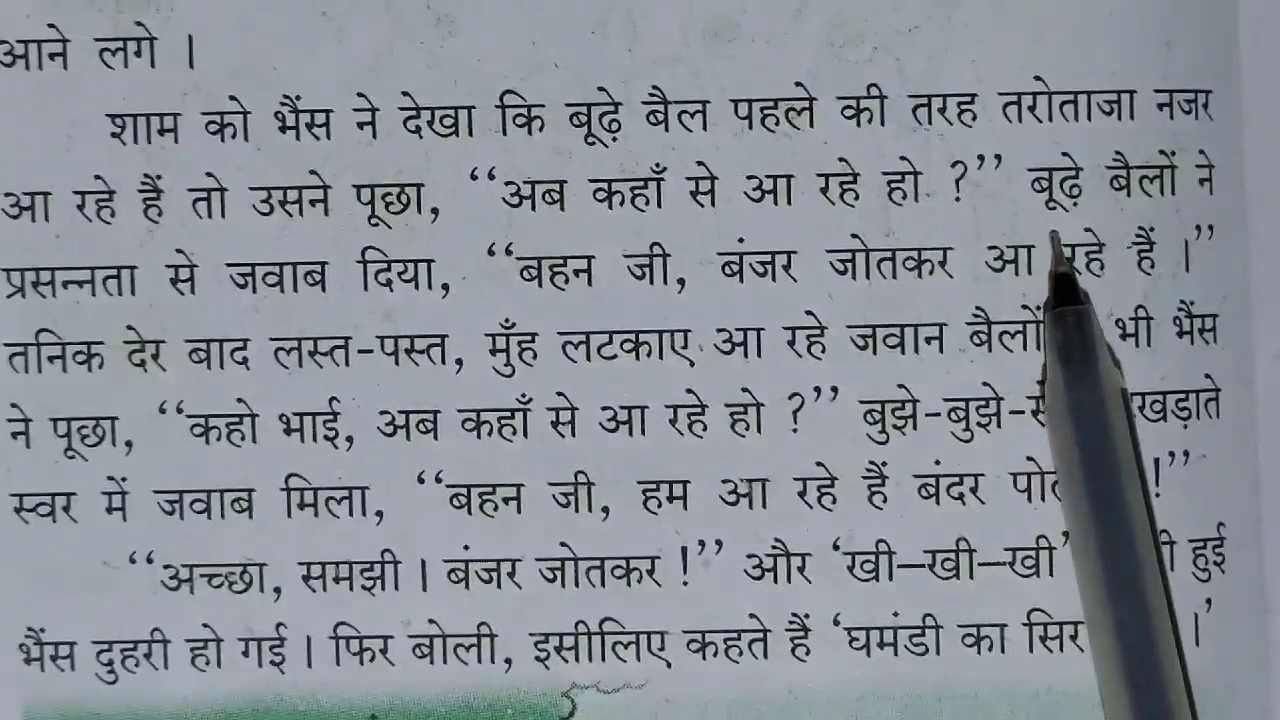 आने लगे ।
शाम को भैंस ने देखा कि बूढ़े बैल पहले की तरह तरोताजा नजर
आ रहे हैं तो उसने पूछा, “अब कहाँ से आ रहे हो ?” बूढ़े बैलों ने
प्रसन्नता से जवाब दिया, “बहन जी, बंजर जोतकर आ रहे हैं ।”
तनिक देर बाद लस्त-पस्त, मुँह लटकाए आ रहे जवान बैलों भी भैंस
ने पूछा, “कहो भाई, अब कहाँ से आ रहे हो ?” बुझे-बुझे-
स्वर में जवाब मिला, “बहन जी, हम आ रहे हैं बंदर !”
“अच्छा, समझी । बंजर जोतकर !” और ‘खी–खी–खी’ हुई
भैंस दुहरी हो गई । फिर बोली, इसीलिए कहते हैं ‘घमंडी का सिर ।’